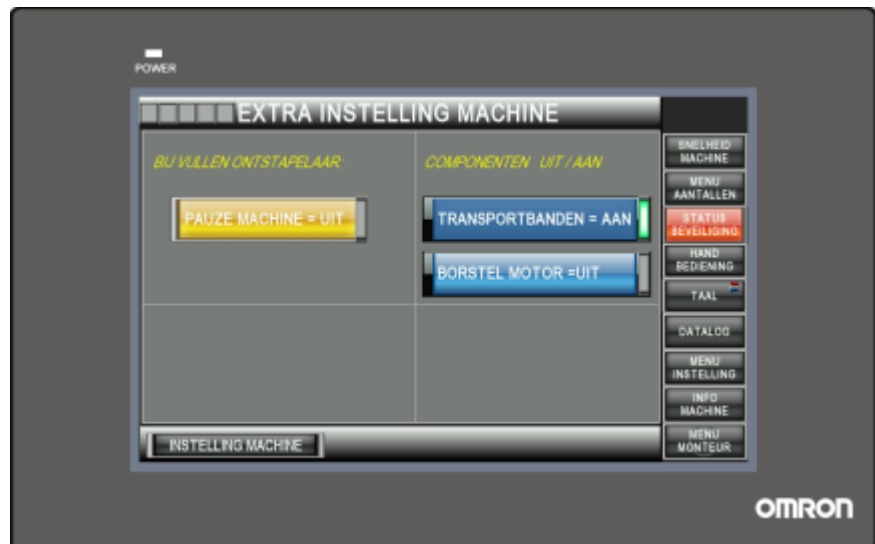 POWER
EXTRA INSTELLING MACHINE
BIJ VULLEN ONTSTAPELAAR:
COMPONENTEN UIT / AAN
PAUZE MACHINE = UIT
TRANSPORTBANDEN = AAN
BORSTEL MOTOR =UIT
SNELHEID
MACHINE
MENU
AANTALLEN
STATUS
BEVEILIGING
HAND
BEDIENING
TAAL
DATALOG
MENU
INSTELLING
INFO
MACHINE
MENU
MONTEUR
INSTELLING MACHINE
OMRON